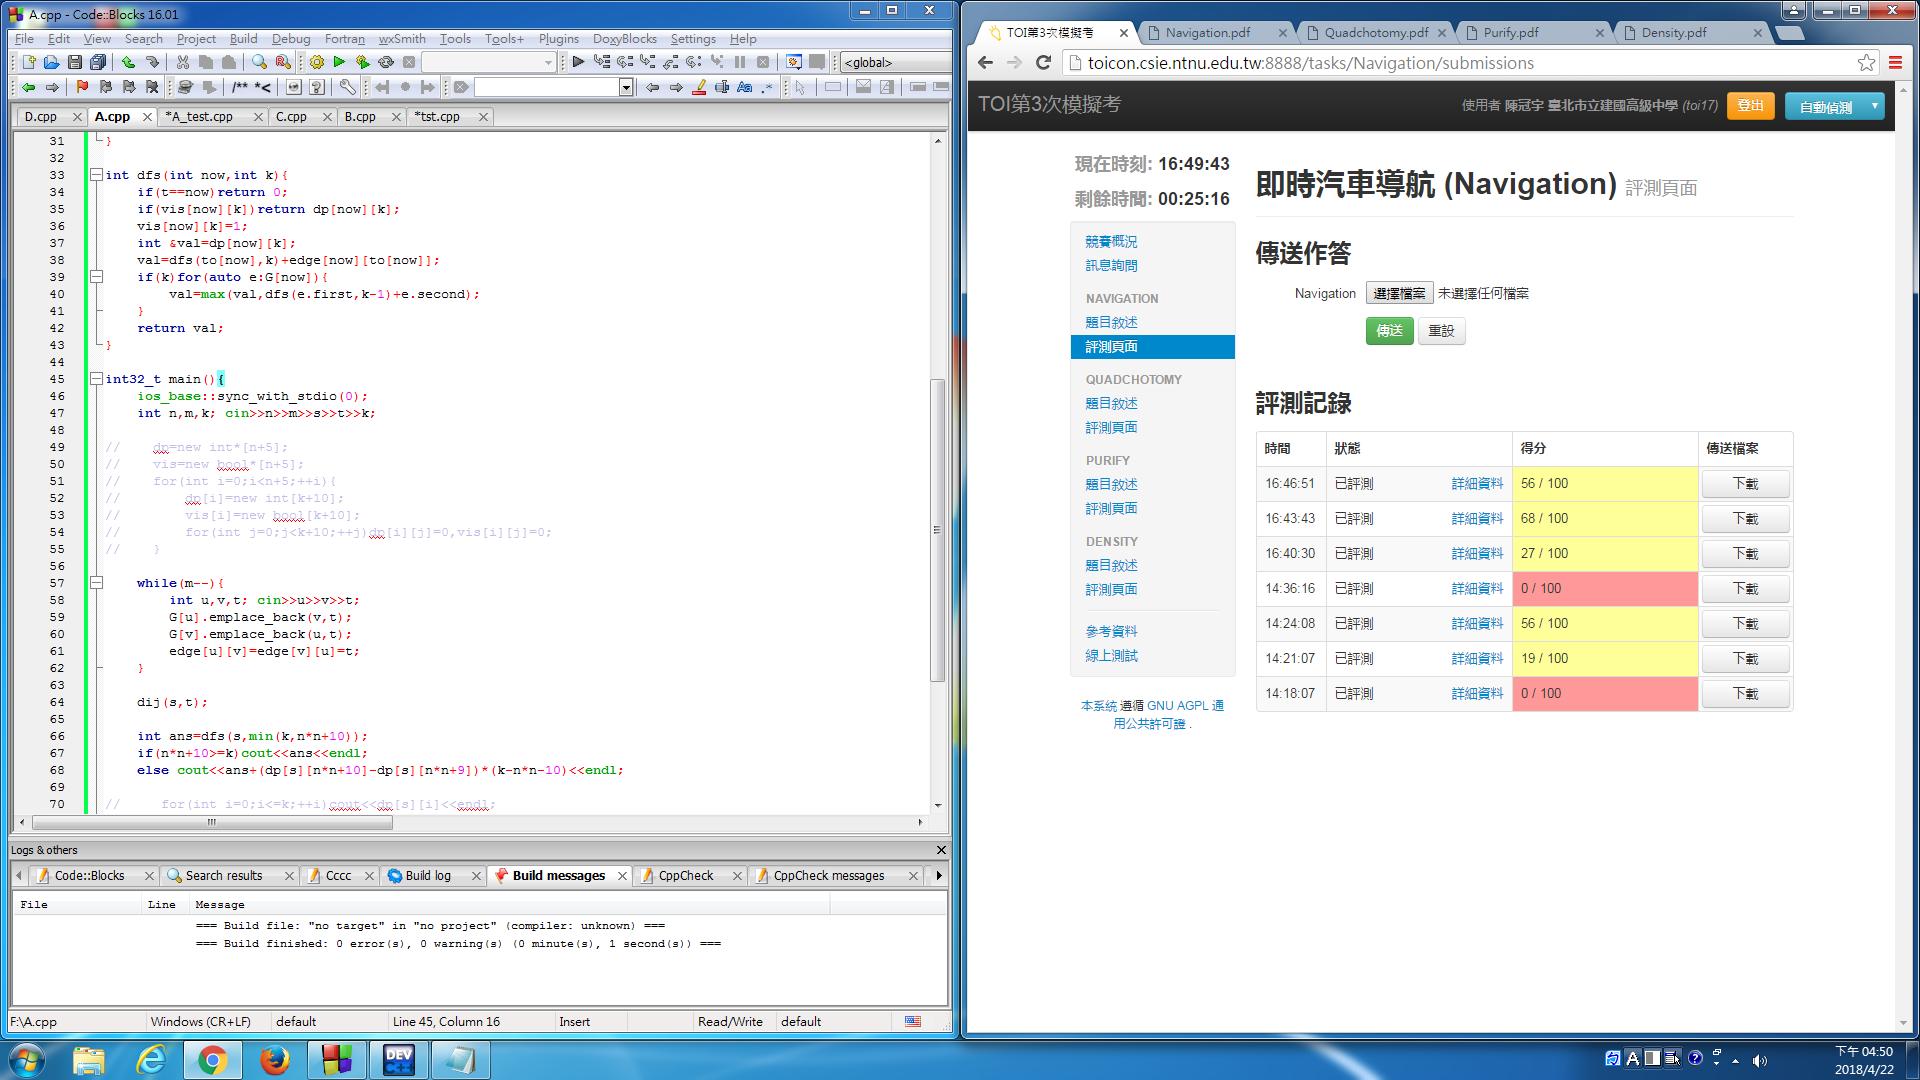 A.cpp - Code::Blocks 16.01
File Edit View Search Project Build Debug Fortran wxSmith Tools Tools+ Plugins DoxyBlocks Settings Help
<global>
/** *<
D.cpp A.cpp *A_test.cpp C.cpp B.cpp *tst.cpp
31 }
32
33 int dfs(int now,int k){
34 if(t==now)return 0;
35 if(vis[now][k])return dp[now][k];
36 vis[now][k]=1;
37 int &val=dp[now][k];
38 val=dfs(to[now],k)+edge[now][to[now]];
39 if(k)for(auto e:G[now]){
40 val=max(val,dfs(e.first,k-1)+e.second);
41 }
42 return val;
43 }
44
45 int32_t main(){
46 ios_base::sync_with_stdio(0);
47 int n,m,k; cin>>n>>m>>s>>t>>k;
48
49 // dp=new int*[n+5];
50 // vis=new bool*[n+5];
51 // for(int i=0;i<n+5;++i){
52 // dp[i]=new int[k+10];
53 // vis[i]=new bool[k+10];
54 // for(int j=0;j<k+10;++j)dp[i][j]=0,vis[i][j]=0;
55 // }
56
57 while(m--){
58 int u,v,t; cin>>u>>v>>t;
59 G[u].emplace_back(v,t);
60 G[v].emplace_back(u,t);
61 edge[u][v]=edge[v][u]=t;
62 }
63
64 dij(s,t);
65
66 int ans=dfs(s,min(k,n*n+10));
67 if(n*n+10>=k)cout<<ans<<endl;
68 else cout<<ans+(dp[s][n*n+10]-dp[s][n*n+9])*(k-n*n-10)<<endl;
69
70 // for(int i=0;i<=k;++i)cout<<dp[s][i]<<endl;
Logs & others
Code::Blocks Search results Cccc Build log Build messages CppCheck CppCheck messages
File Line Message
=== Build file: "no target" in "no project" (compiler: unknown) ===
=== Build finished: 0 error(s), 0 warning(s) (0 minute(s), 1 second(s)) ===
F:\A.cpp Windows (CR+LF) default Line 45, Column 16 Insert Read/Write default
TOI第3次模擬考 Navigation.pdf Quadchotomy.pdf Purify.pdf Density.pdf
toicon.csie.ntnu.edu.tw:8888/tasks/Navigation/submissions
TOI第3次模擬考 使用者 陳冠宇 臺北市立建國高級中學 (toi17) 登出 自動偵測
現在時刻: 16:49:43
剩餘時間: 00:25:16
競賽概況
訊息詢問
NAVIGATION
題目敘述
評測頁面
QUADCHOTOMY
題目敘述
評測頁面
PURIFY
題目敘述
評測頁面
DENSITY
題目敘述
評測頁面
參考資料
線上測試
本系統 遵循 GNU AGPL 通
用公共許可證 .
即時汽車導航 (Navigation) 評測頁面
傳送作答
Navigation 選擇檔案 未選擇任何檔案
傳送 重設
評測記錄
時間 狀態 得分 傳送檔案
16:46:51 已評測 詳細資料 56 / 100 下載
16:43:43 已評測 詳細資料 68 / 100 下載
16:40:30 已評測 詳細資料 27 / 100 下載
14:36:16 已評測 詳細資料 0 / 100 下載
14:24:08 已評測 詳細資料 56 / 100 下載
14:21:07 已評測 詳細資料 19 / 100 下載
14:18:07 已評測 詳細資料 0 / 100 下載
DEV C++
A
下午 04:50
2018/4/22